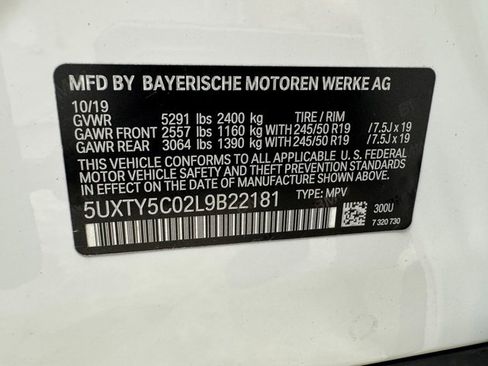 MFD BY BAYERISCHE MOTOREN WERKE AG
10/19
GVWR 5291 lbs 2400 kg TIRE / RIM
GAWR FRONT 2557 lbs 1160 kg WITH 245/50 R19 / 7.5J x 19
GAWR REAR 3064 lbs 1390 kg WITH 245/50 R19 / 7.5J x 19
THIS VEHICLE CONFORMS TO ALL APPLICABLE U. S. FEDERAL
MOTOR VEHICLE SAFETY, BUMPER, AND THEFT PREVENTION
STANDARDS IN EFFECT ON THE DATE OF MANUFACTURE SHOWN ABOVE.
5UXTY5C02L9B22181 TYPE: MPV
300U
7 320 730